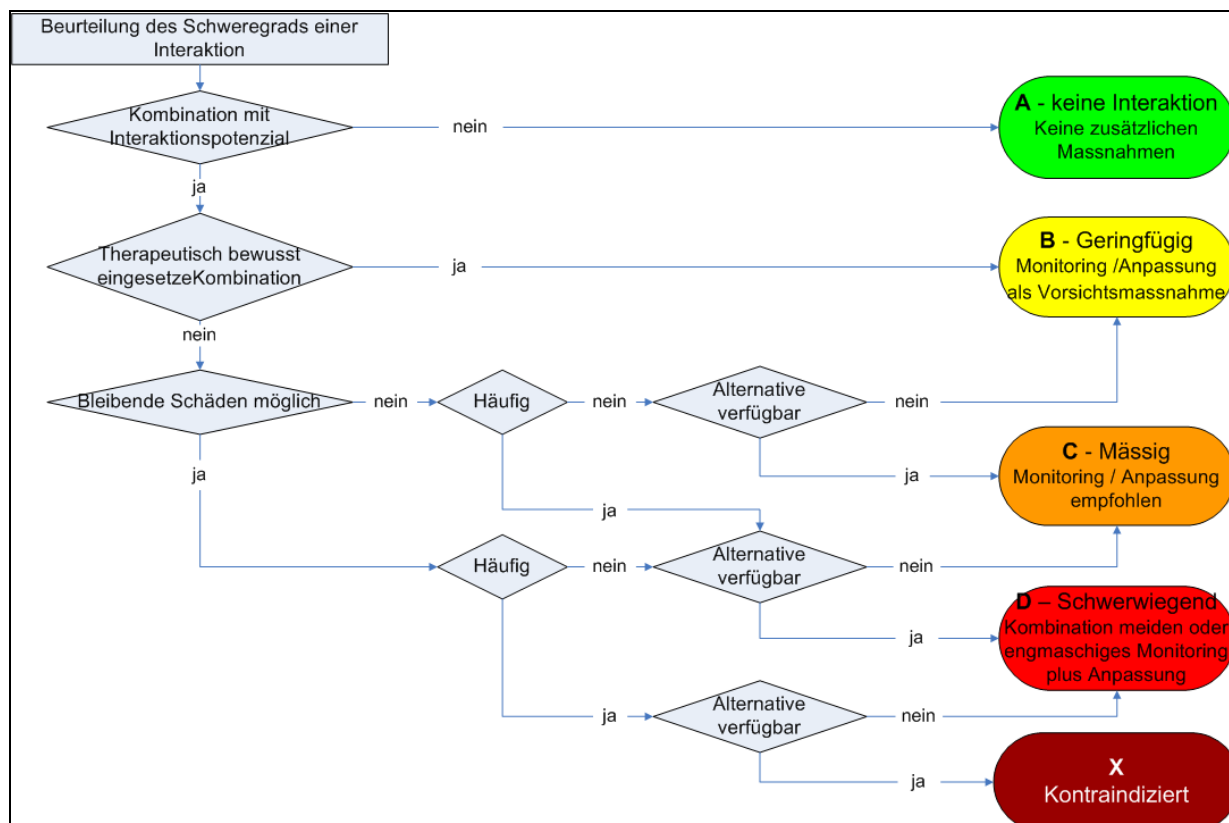 Beurteilung des Schweregrads einer
Interaktion
Kombination mit
Interaktionspotenzial
nein
A - keine Interaktion
Keine zusätzlichen
Massnahmen
ja
Therapeutisch bewusst
eingesetzeKombination
ja
B - Geringfügig
Monitoring /Anpassung
als Vorsichtsmassnahme
nein
Bleibende Schäden möglich
nein
Häufig
nein
Alternative
verfügbar
nein
ja
C - Mässig
Monitoring / Anpassung
empfohlen
ja
ja
Häufig
nein
Alternative
verfügbar
nein
ja
D – Schwerwiegend
Kombination meiden oder
engmaschiges Monitoring
plus Anpassung
ja
Alternative
verfügbar
nein
ja
X
Kontraindiziert